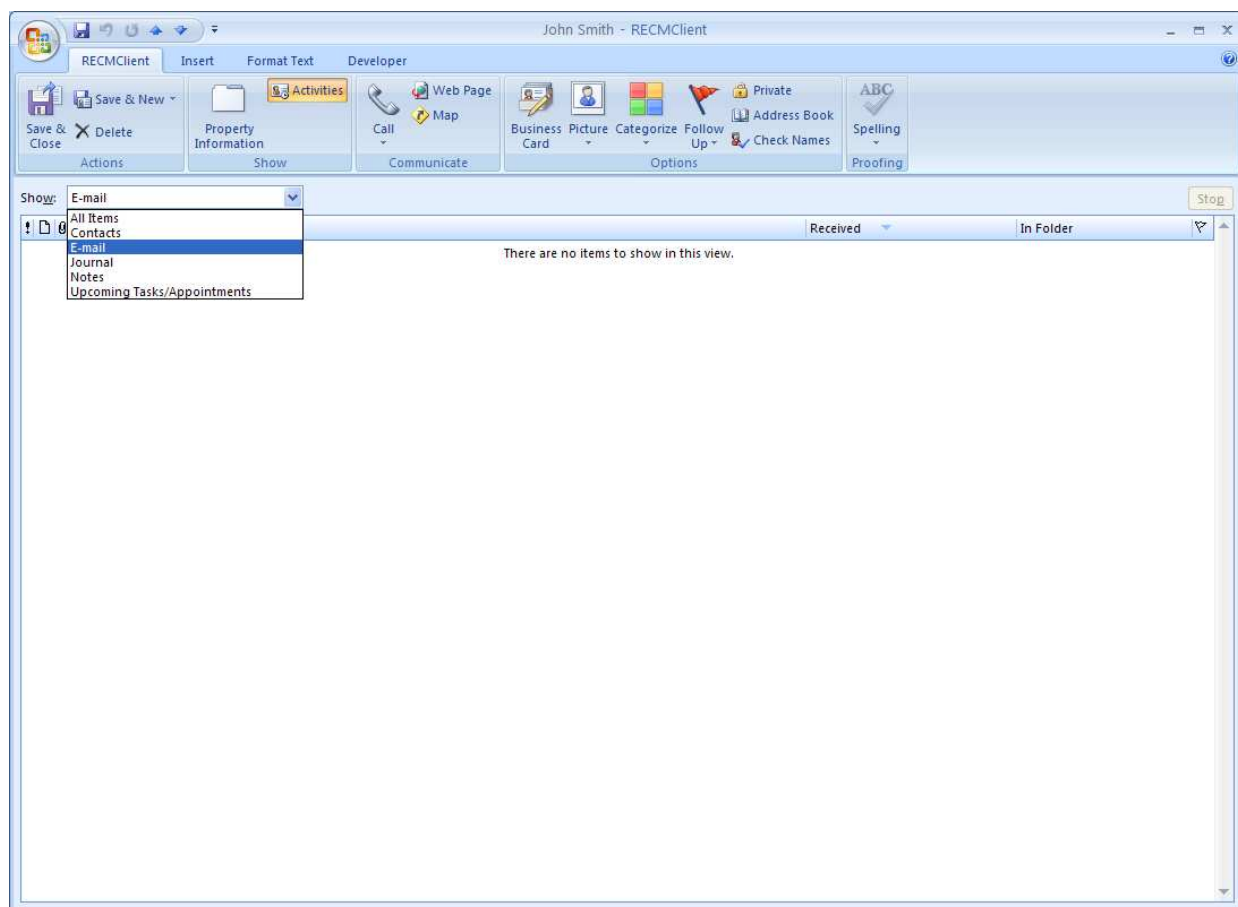 John Smith - RECMClient
RECMClient Insert Format Text Developer
Save & Close
Save & New
Delete
Actions
Property Information
Activities
Show
Call
Web Page
Map
Communicate
Business Card
Picture
Categorize
Follow Up
Private
Address Book
Check Names
Options
ABC
Spelling
Proofing
Show: E-mail
Stop
! Received In Folder
All Items
Contacts
E-mail
Journal
Notes
Upcoming Tasks/Appointments
There are no items to show in this view.